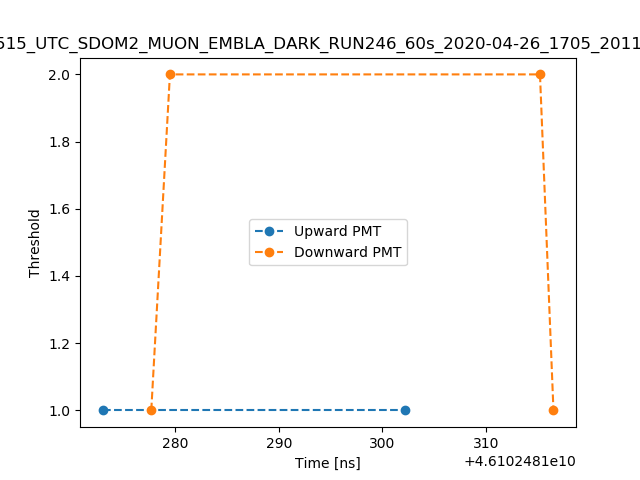 515_UTC_SDOM2_MUON_EMBLA_DARK_RUN246_60s_2020-04-26_1705_2011
2.0
1.8
1.6
1.4
1.2
1.0
Threshold
Upward PMT
Downward PMT
280 290 300 310
Time [ns]
+4.6102481e10